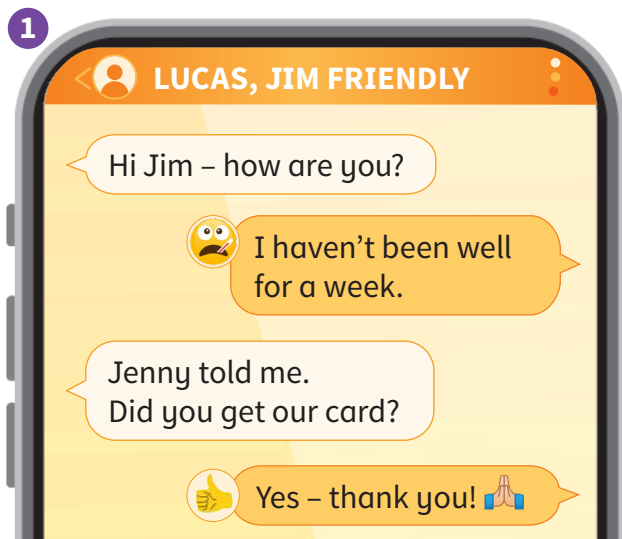 1
LUCAS, JIM FRIENDLY
Hi Jim – how are you?
I haven't been well
for a week.
Jenny told me.
Did you get our card?
Yes – thank you!